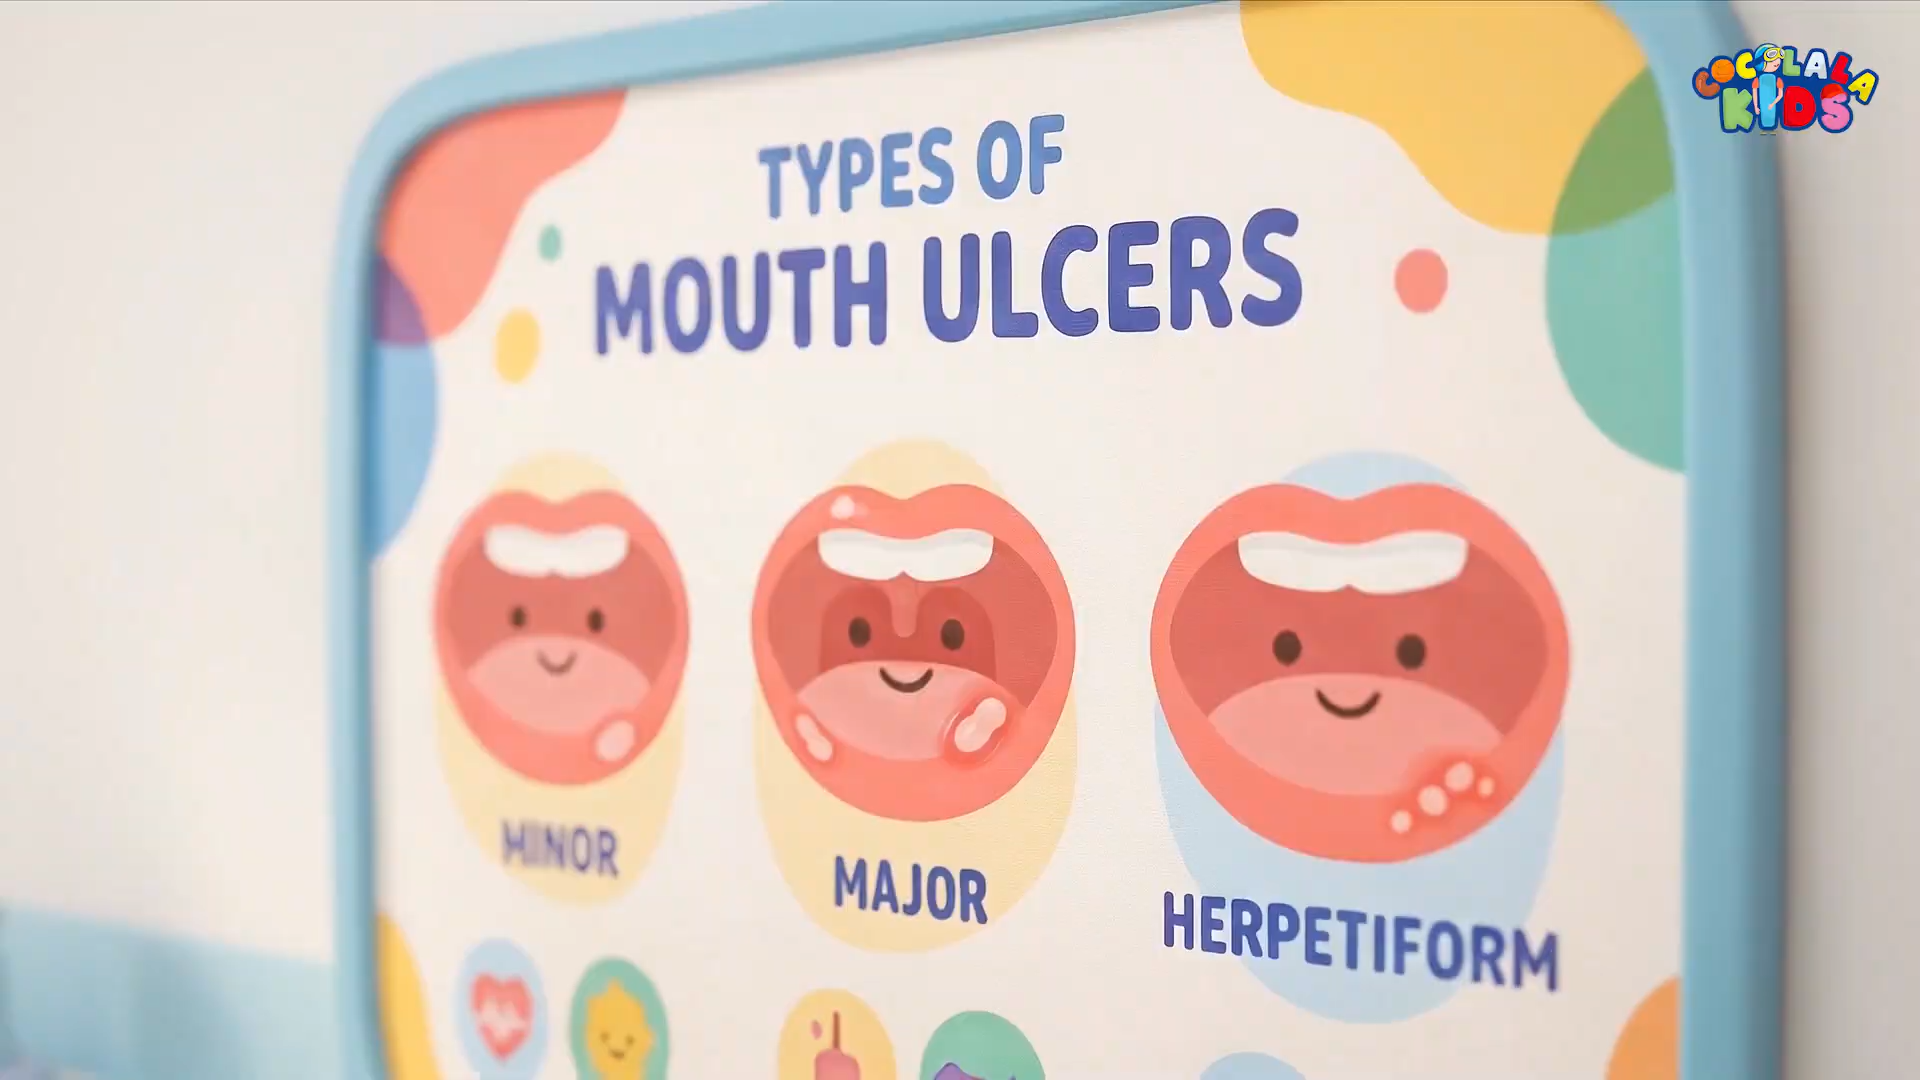 COCOLALA
KIDS
TYPES OF
MOUTH ULCERS
MINOR
MAJOR
HERPETIFORM